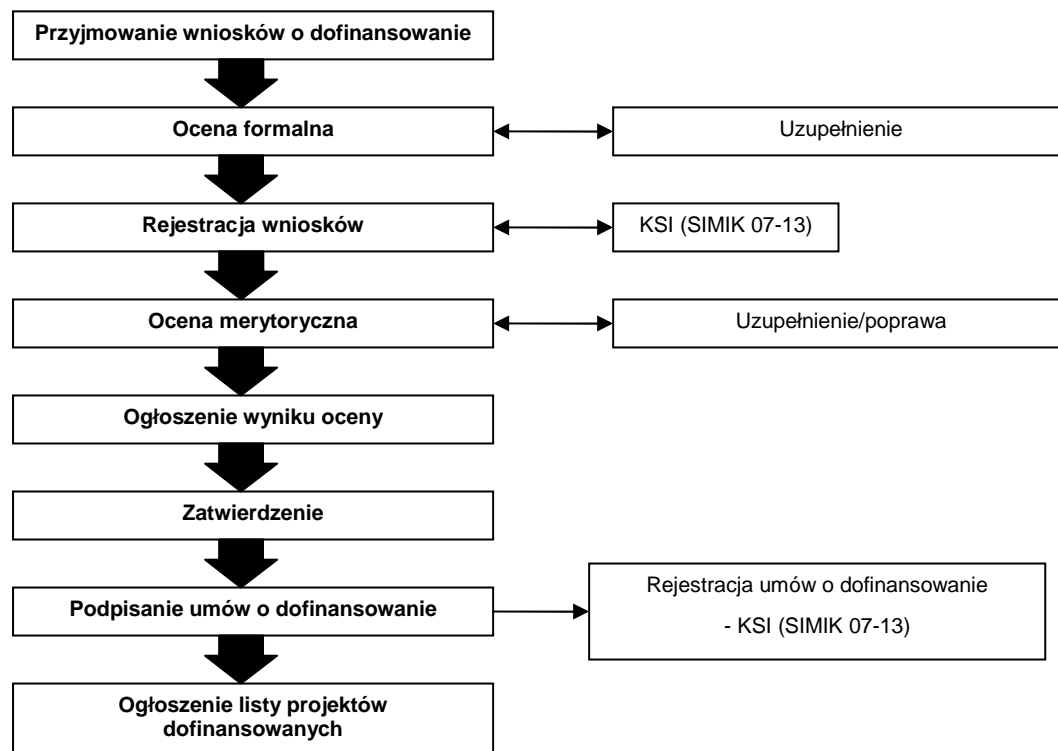 Przyjmowanie wniosków o dofinansowanie
Ocena formalna
Uzupełnienie
Rejestracja wniosków
KSI (SIMIK 07-13)
Ocena merytoryczna
Uzupełnienie/poprawa
Ogłoszenie wyniku oceny
Zatwierdzenie
Podpisanie umów o dofinansowanie
Rejestracja umów o dofinansowanie
- KSI (SIMIK 07-13)
Ogłoszenie listy projektów
dofinansowanych